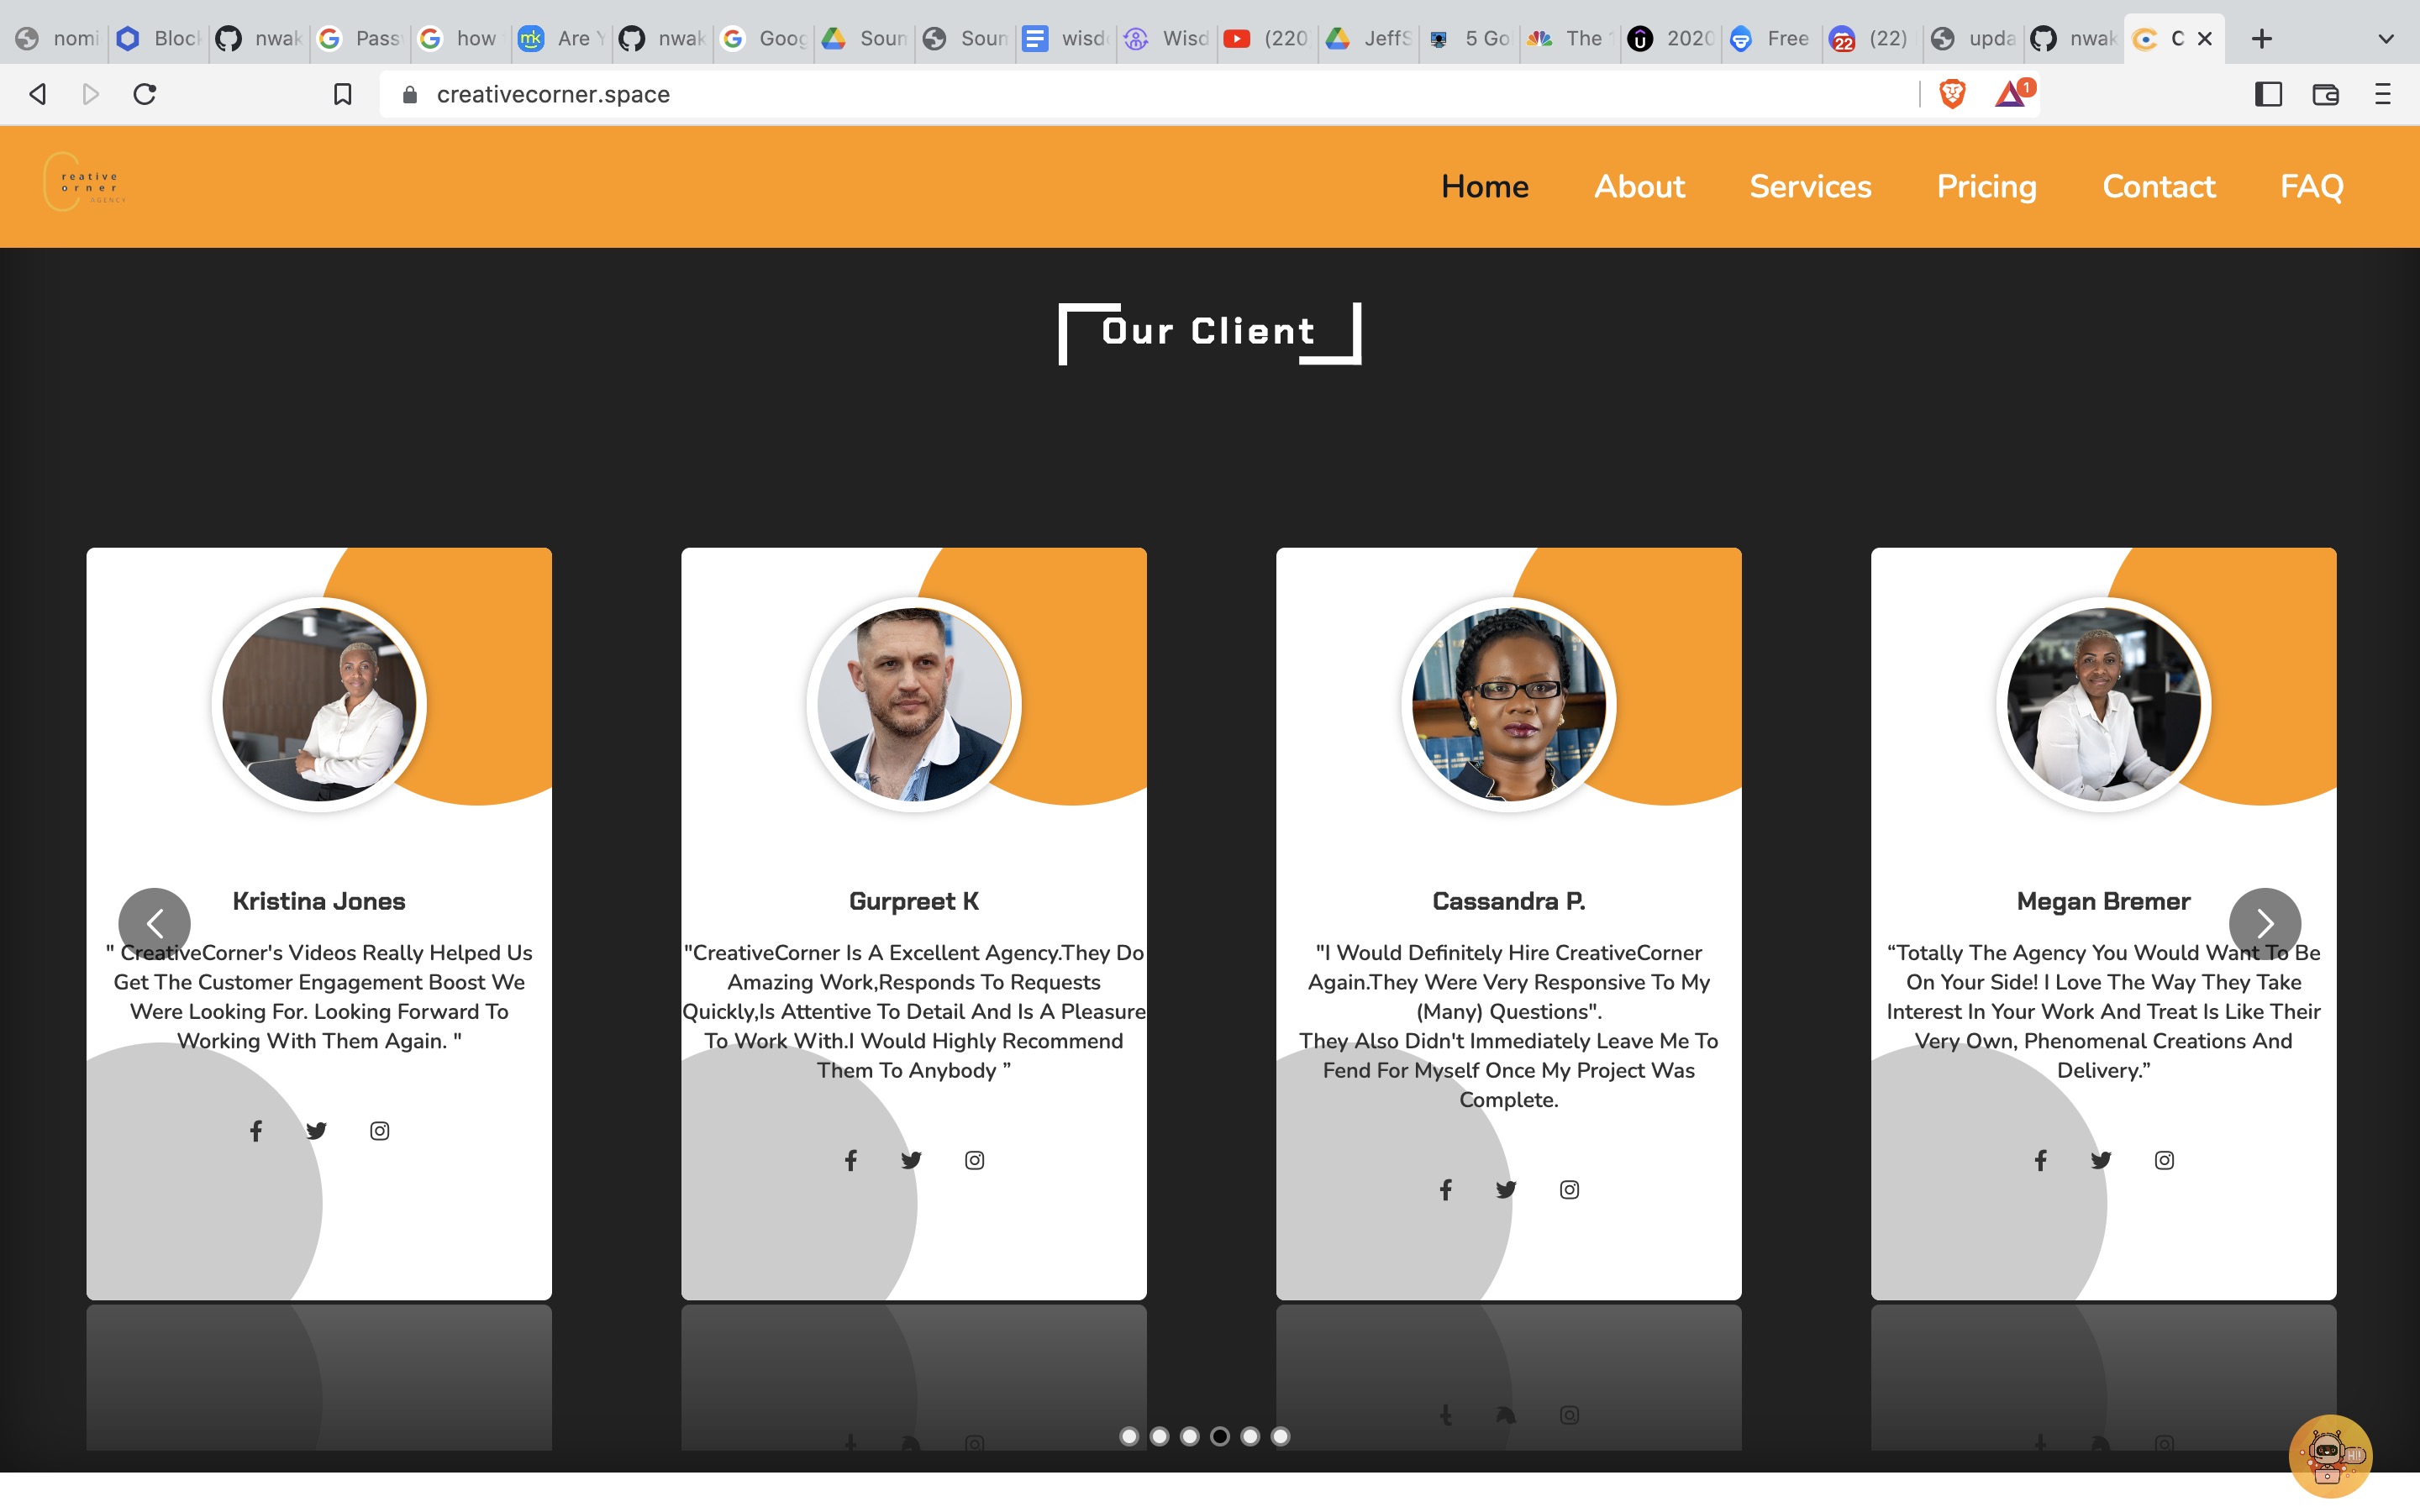 nomi
Block
nwak
Pass
how
mk
Are Y
nwak
Goog
Soun
Soun
wisd
Wisd
(220
JeffS
5 Go
The
2020
Free
22
(22)
upda
nwak
C
creativecorner.space
1
reative
orner
AGENCY
Home About Services Pricing Contact FAQ
Our Client
Kristina Jones
" CreativeCorner's Videos Really Helped Us
Get The Customer Engagement Boost We
Were Looking For. Looking Forward To
Working With Them Again. "
Gurpreet K
"CreativeCorner Is A Excellent Agency.They Do
Amazing Work,Responds To Requests
Quickly,Is Attentive To Detail And Is A Pleasure
To Work With.I Would Highly Recommend
Them To Anybody ”
Cassandra P.
"I Would Definitely Hire CreativeCorner
Again.They Were Very Responsive To My
(Many) Questions".
They Also Didn't Immediately Leave Me To
Fend For Myself Once My Project Was
Complete.
Megan Bremer
“Totally The Agency You Would Want To Be
On Your Side! I Love The Way They Take
Interest In Your Work And Treat Is Like Their
Very Own, Phenomenal Creations And
Delivery.”
Hi!